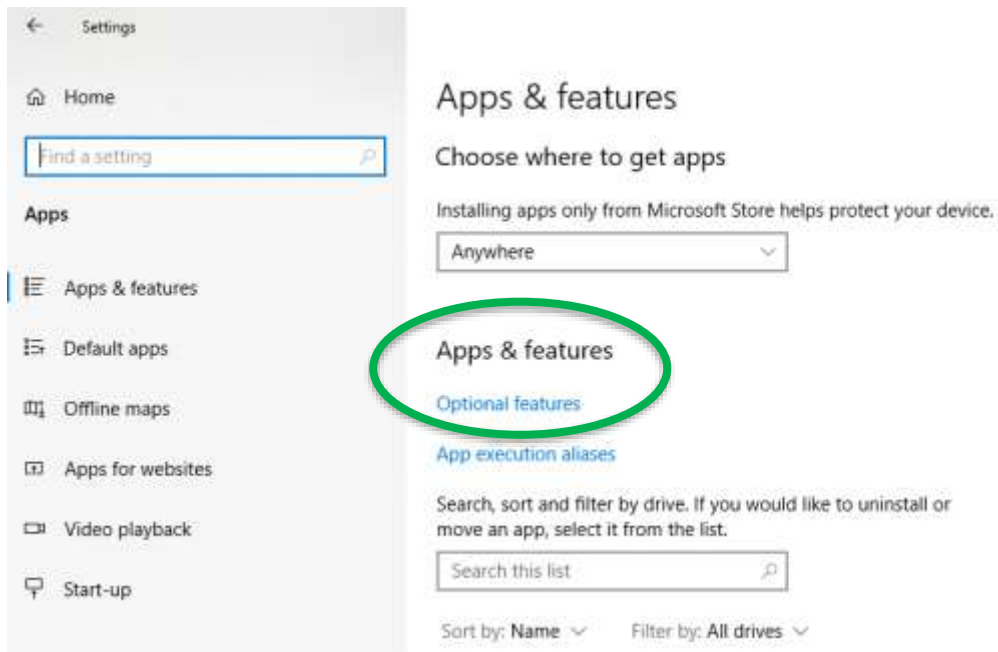 Settings
Home
Find a setting
Apps
Apps & features
Default apps
Offline maps
Apps for websites
Video playback
Start-up
Apps & features
Choose where to get apps
Installing apps only from Microsoft Store helps protect your device.
Anywhere
Apps & features
Optional features
App execution aliases
Search, sort and filter by drive. If you would like to uninstall or
move an app, select it from the list.
Search this list
Sort by: Name Filter by: All drives